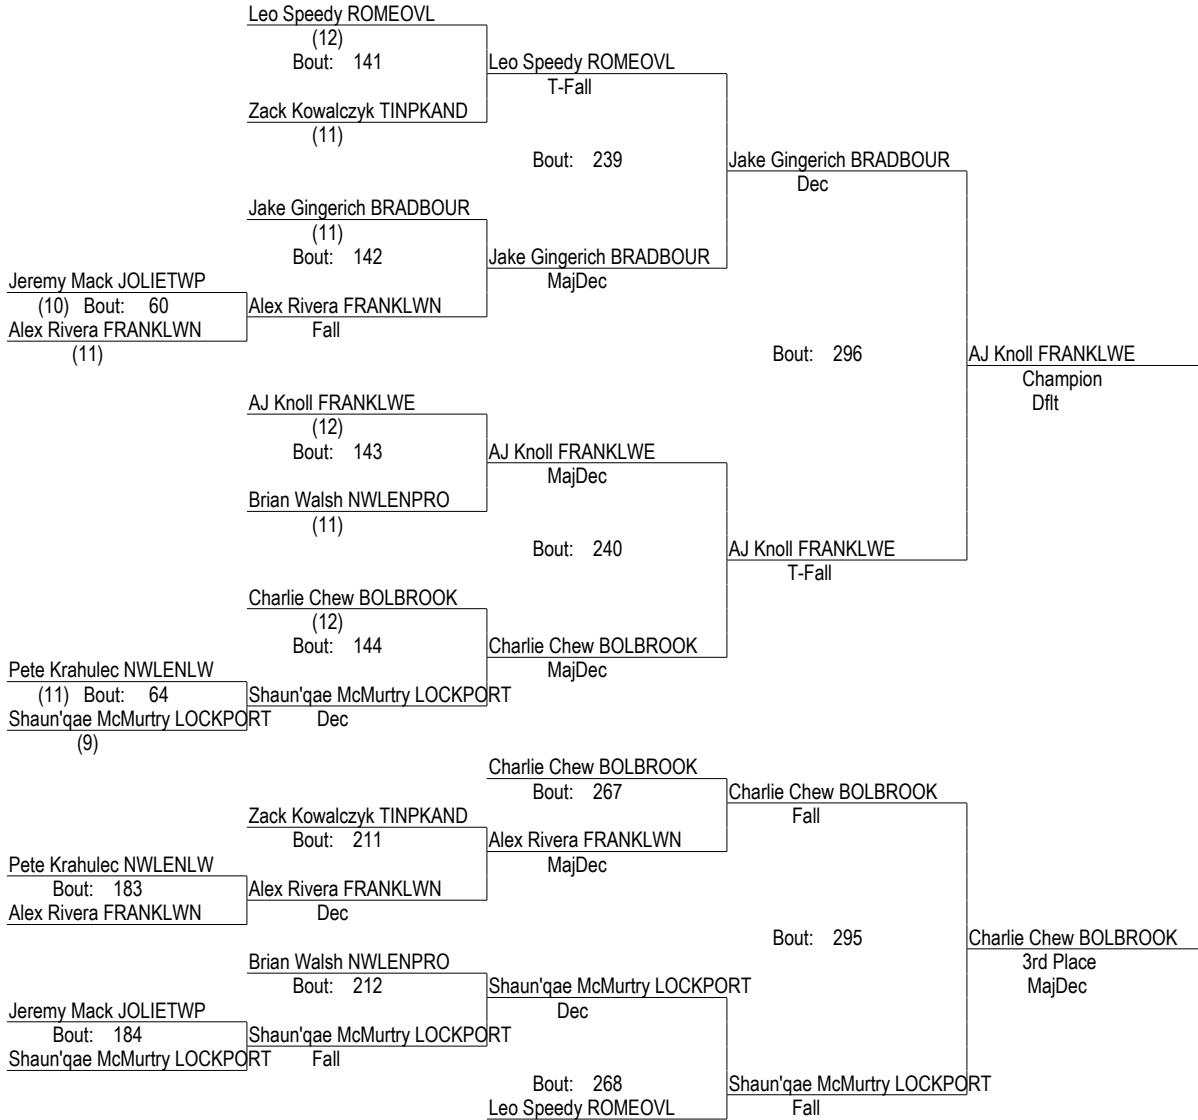 Leo Speedy ROMEOVL
(12)
Bout: 141
Leo Speedy ROMEOVL
T-Fall
Zack Kowalczyk TINPKAND
(11)
Bout: 239
Jake Gingerich BRADBOUR
Dec
Jake Gingerich BRADBOUR
(11)
Bout: 142
Jake Gingerich BRADBOUR
MajDec
Jeremy Mack JOLIETWP
(10) Bout: 60
Alex Rivera FRANKLWN
Alex Rivera FRANKLWN
Fall
(11)
Bout: 296
AJ Knoll FRANKLWE
Champion
Dflt
AJ Knoll FRANKLWE
(12)
Bout: 143
AJ Knoll FRANKLWE
MajDec
Brian Walsh NWLENPRO
(11)
Bout: 240
AJ Knoll FRANKLWE
T-Fall
Charlie Chew BOLBROOK
(12)
Bout: 144
Charlie Chew BOLBROOK
MajDec
Pete Krahulec NWLENLW
(11) Bout: 64
Shaun'qae McMurtry LOCKPORT
Shaun'qae McMurtry LOCKPORT
Dec
(9)
Charlie Chew BOLBROOK
Bout: 267
Charlie Chew BOLBROOK
Fall
Zack Kowalczyk TINPKAND
Bout: 211
Alex Rivera FRANKLWN
MajDec
Pete Krahulec NWLENLW
Bout: 183
Alex Rivera FRANKLWN
Alex Rivera FRANKLWN
Dec
Bout: 295
Charlie Chew BOLBROOK
3rd Place
MajDec
Brian Walsh NWLENPRO
Bout: 212
Shaun'qae McMurtry LOCKPORT
Dec
Jeremy Mack JOLIETWP
Bout: 184
Shaun'qae McMurtry LOCKPORT
Shaun'qae McMurtry LOCKPORT
Fall
Bout: 268
Shaun'qae McMurtry LOCKPORT
Fall
Leo Speedy ROMEOVL